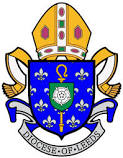 DIOCESE · OF · LEEDS